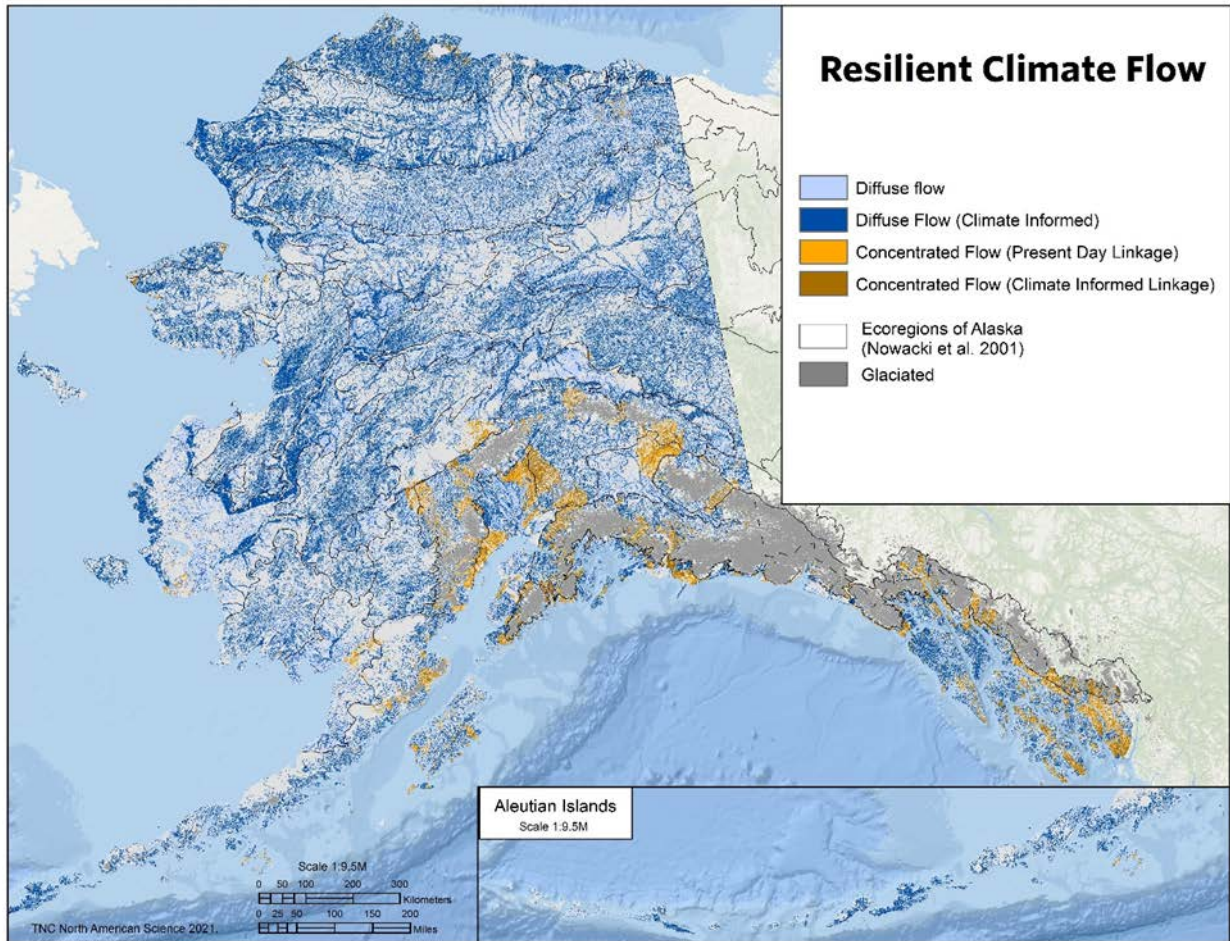 Resilient Climate Flow
Diffuse flow
Diffuse Flow (Climate Informed)
Concentrated Flow (Present Day Linkage)
Concentrated Flow (Climate Informed Linkage)
Ecoregions of Alaska
(Nowacki et al. 2001)
Glaciated
Aleutian Islands
Scale 1:9.5M
Scale 1:9.5M
0 50 100 200 300
Kilometers
0 25 50 100 150 200
Miles
TNC North American Science 2021.